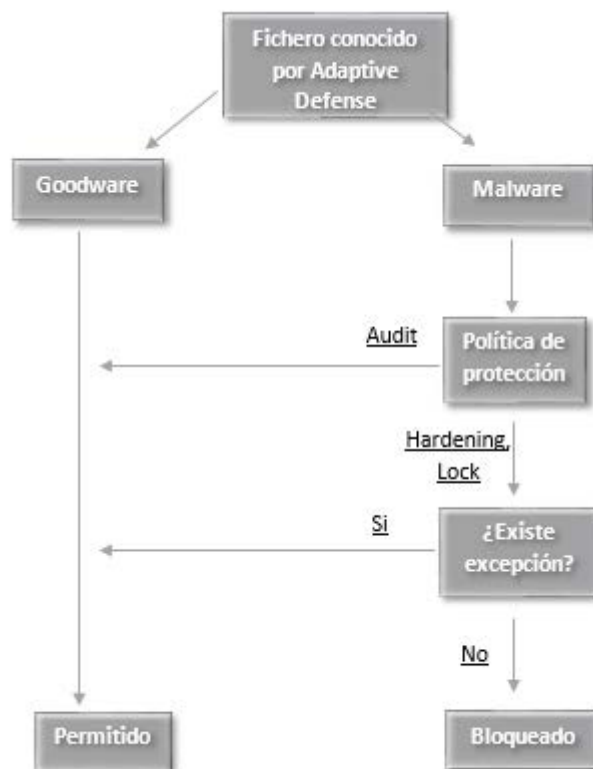 Fichero conocido
por Adaptive
Defense
Goodware
Malware
Audit
Política de
protección
Hardening,
Lock
Si
¿Existe
excepción?
No
Permitido
Bloqueado